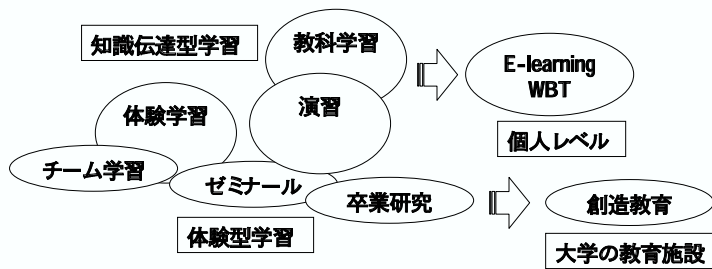 知識伝達型学習
教科学習
E-learning
WBT
体験学習
演習
個人レベル
チーム学習
ゼミナール
卒業研究
創造教育
体験型学習
大学の教育施設